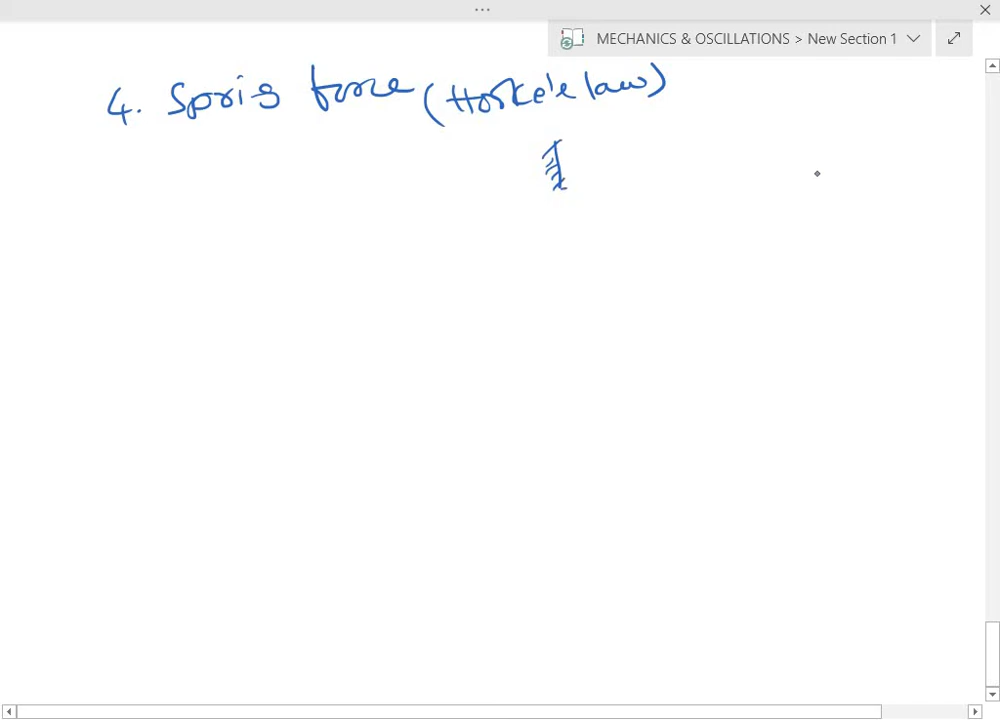 MECHANICS & OSCILLATIONS > New Section 1
4. Spring force (Hooke's law)